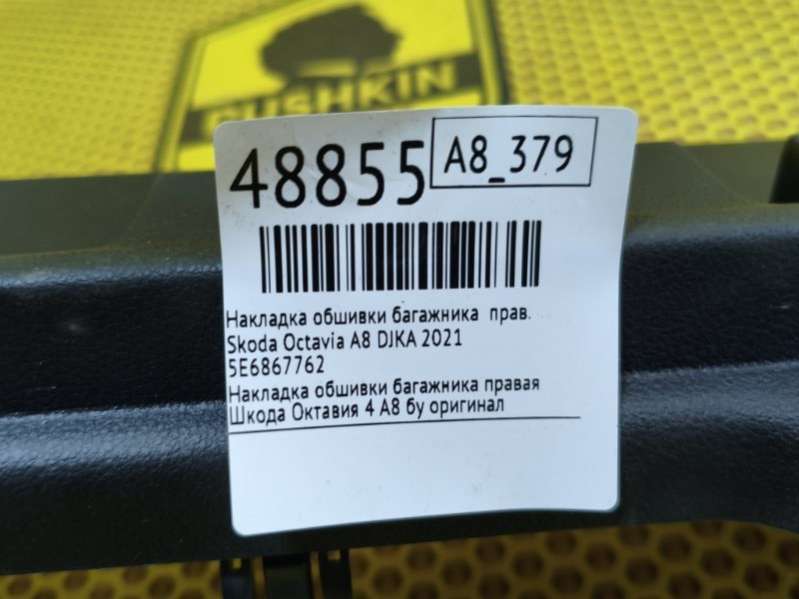 PUSHKIN
48855
A8_379
Накладка обшивки багажника прав.
Skoda Octavia A8 DJKA 2021
5E6867762
Накладка обшивки багажника правая
Шкода Октавия 4 А8 бу оригинал